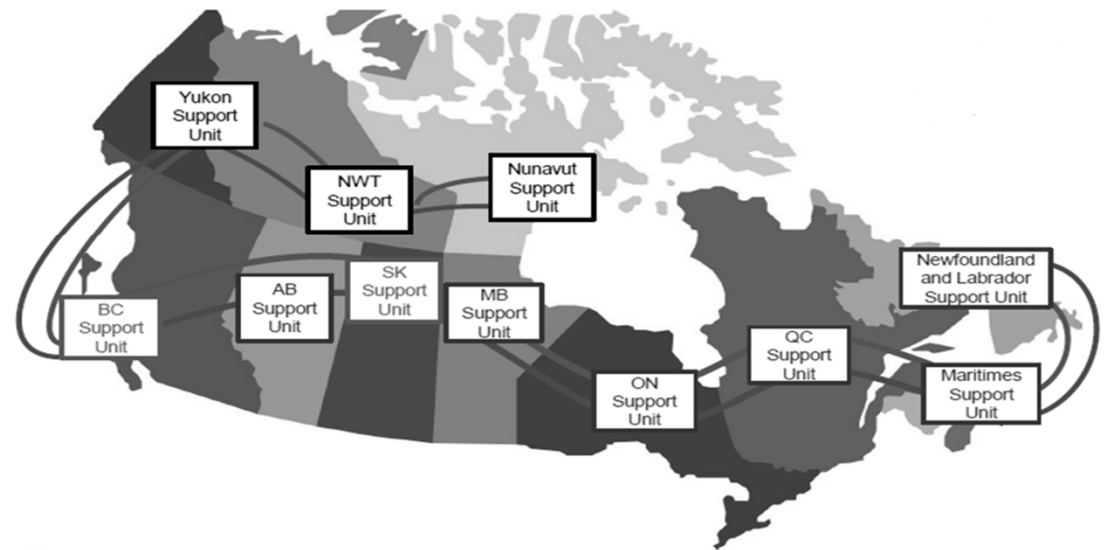 Yukon
Support
Unit
NWT
Support
Unit
Nunavut
Support
Unit
BC
Support
Unit
AB
Support
Unit
SK
Support
Unit
MB
Support
Unit
ON
Support
Unit
QC
Support
Unit
Newfoundland
and Labrador
Support Unit
Maritimes
Support
Unit